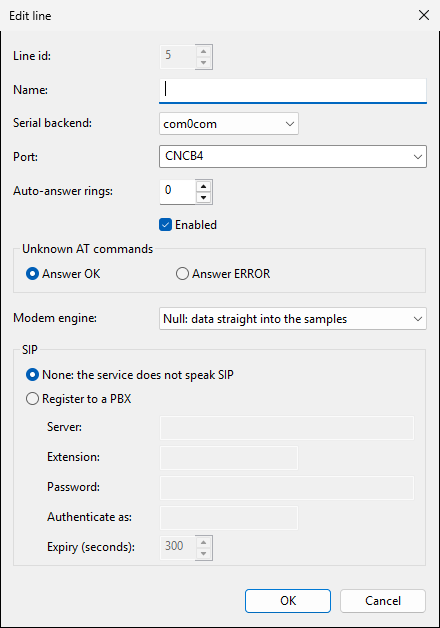 Edit line
Line id: 5
Name:
Serial backend: com0com
Port: CNCB4
Auto-answer rings: 0
Enabled
Unknown AT commands
Answer OK Answer ERROR
Modem engine: Null: data straight into the samples
SIP
None: the service does not speak SIP
Register to a PBX
Server:
Extension:
Password:
Authenticate as:
Expiry (seconds): 300
OK Cancel